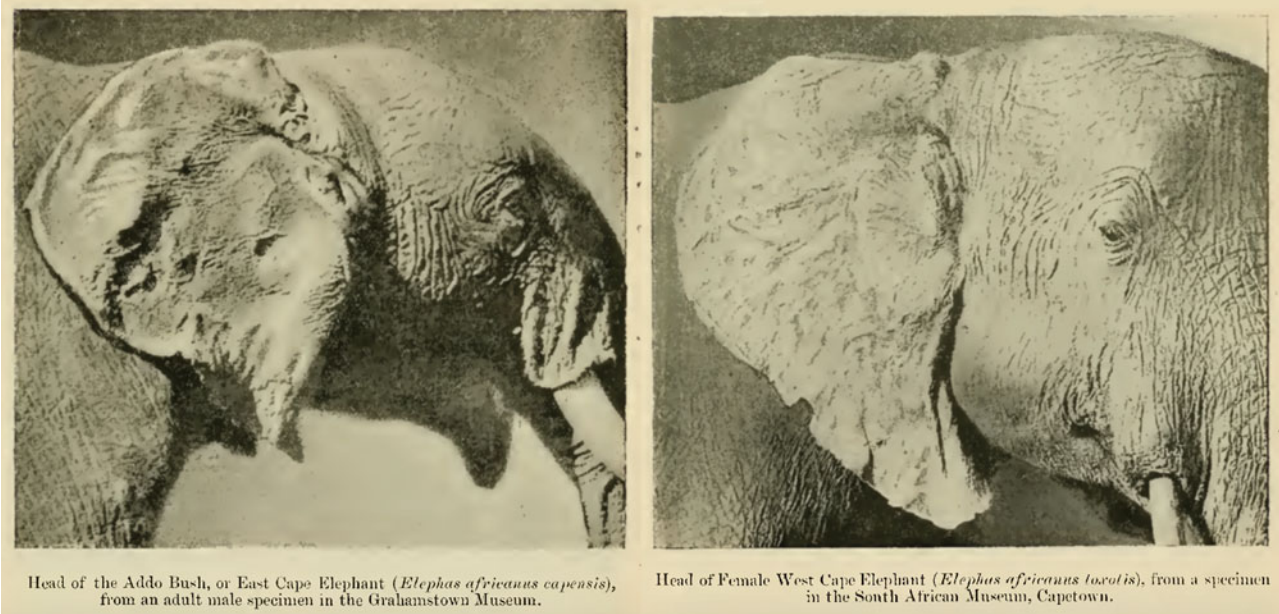 Head of the Addo Bush, or East Cape Elephant (Elephas africanus capensis),
from an adult male specimen in the Grahamstown Museum.
Head of Female West Cape Elephant (Elephas africanus toxotis), from a specimen
in the South African Museum, Capetown.